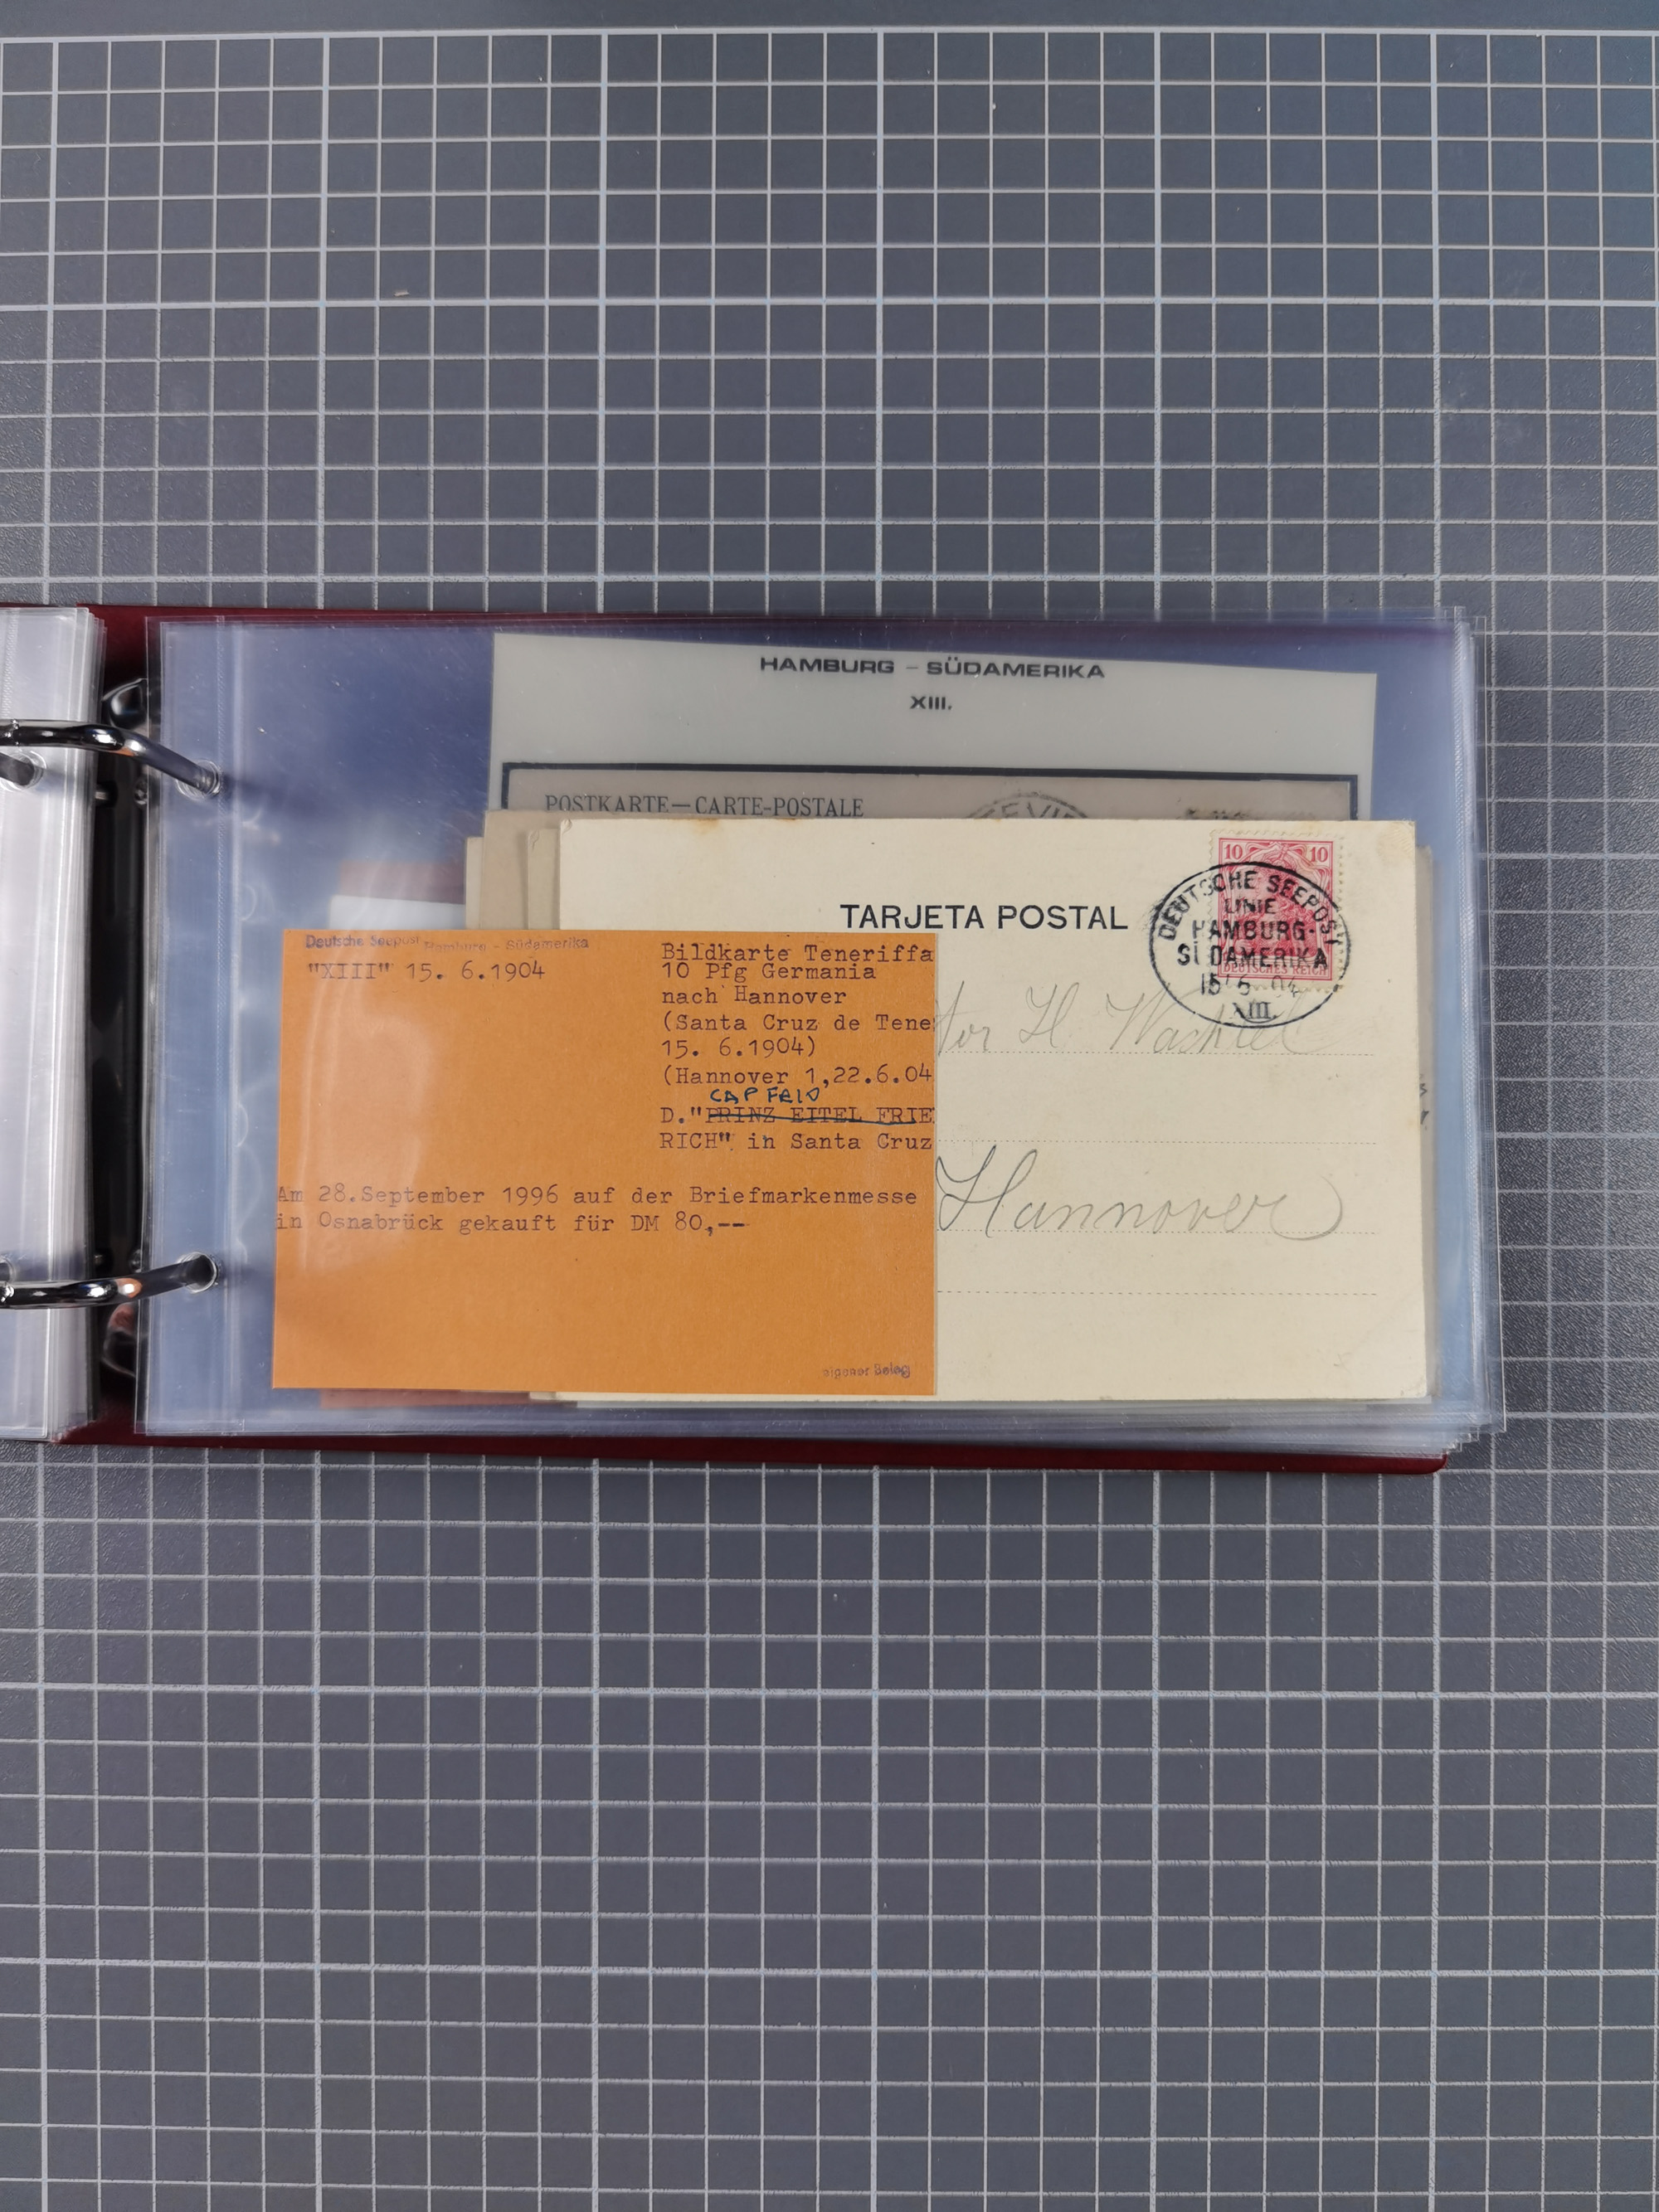 HAMBURG – SÜDAMERIKA
XIII.
POSTKARTE—CARTE-POSTALE
TARJETA POSTAL
10 10
DEUTSCHES REICH
DEUTSCHE SEEPOST
LINIE
HAMBURG-
SÜDAMERIKA
15 6 04
XIII.
H
Hannover
Deutsche Seepost Hamburg - Südamerika
"XIII" 15. 6.1904
Bildkarte Teneriffa
10 Pfg Germania
nach Hannover
(Santa Cruz de Tene
15. 6.1904)
(Hannover 1,22.6.04
CAP FRIO
D."PRINZ EITEL FRIE
RICH" in Santa Cruz
Am 28.September 1996 auf der Briefmarkenmesse
in Osnabrück gekauft für DM 80,--
eigener Beleg